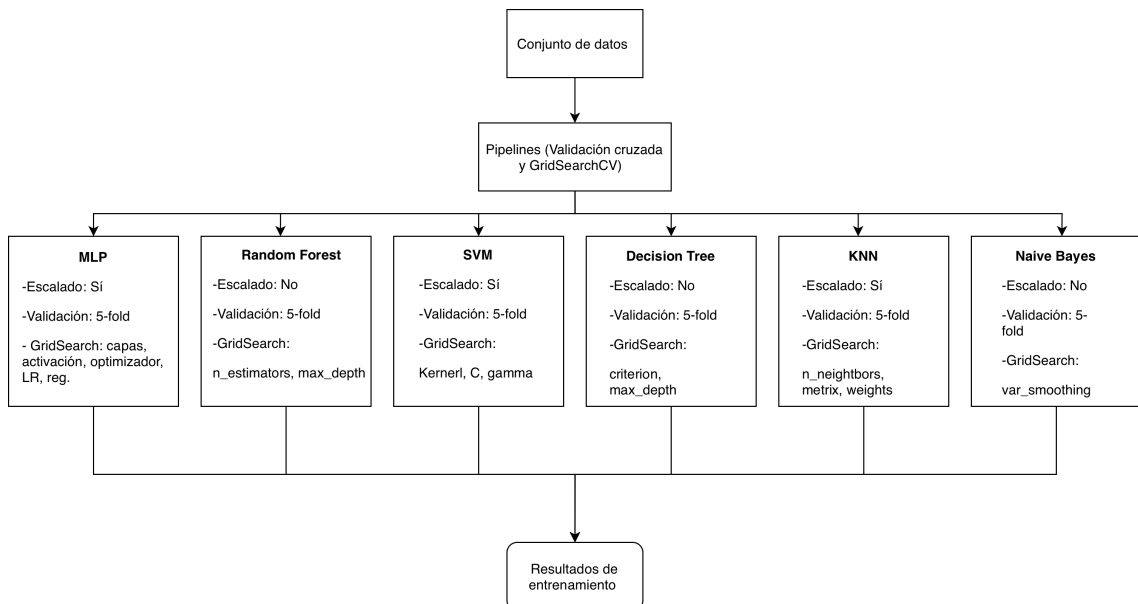 Conjunto de datos
Pipelines (Validación cruzada
y GridSearchCV)
MLP
-Escalado: Sí
-Validación: 5-fold
- GridSearch: capas,
activación, optimizador,
LR, reg.
Random Forest
-Escalado: No
-Validación: 5-fold
-GridSearch:
n_estimators, max_depth
SVM
-Escalado: Sí
-Validación: 5-fold
-GridSearch:
Kernerl, C, gamma
Decision Tree
-Escalado: No
-Validación: 5-fold
-GridSearch:
criterion,
max_depth
KNN
-Escalado: Sí
-Validación: 5-fold
-GridSearch:
n_neightbors,
metrix, weights
Naive Bayes
-Escalado: No
-Validación: 5-
fold
-GridSearch:
var_smoothing
Resultados de
entrenamiento